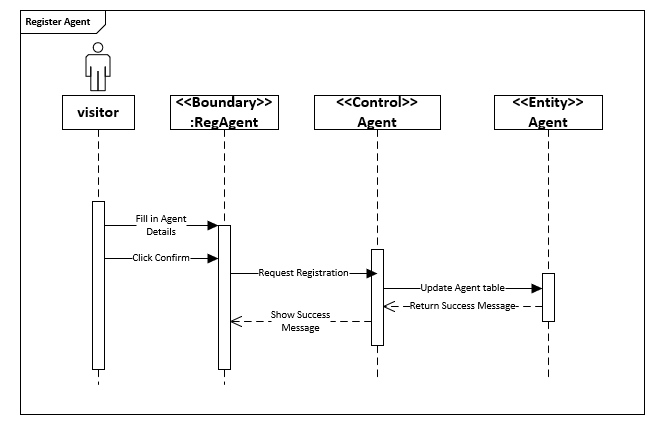 Register Agent
visitor
<<Boundary>>
:RegAgent
<<Control>>
Agent
<<Entity>>
Agent
Fill in Agent
Details
Click Confirm
Request Registration
Update Agent table
Return Success Message
Show Success
Message